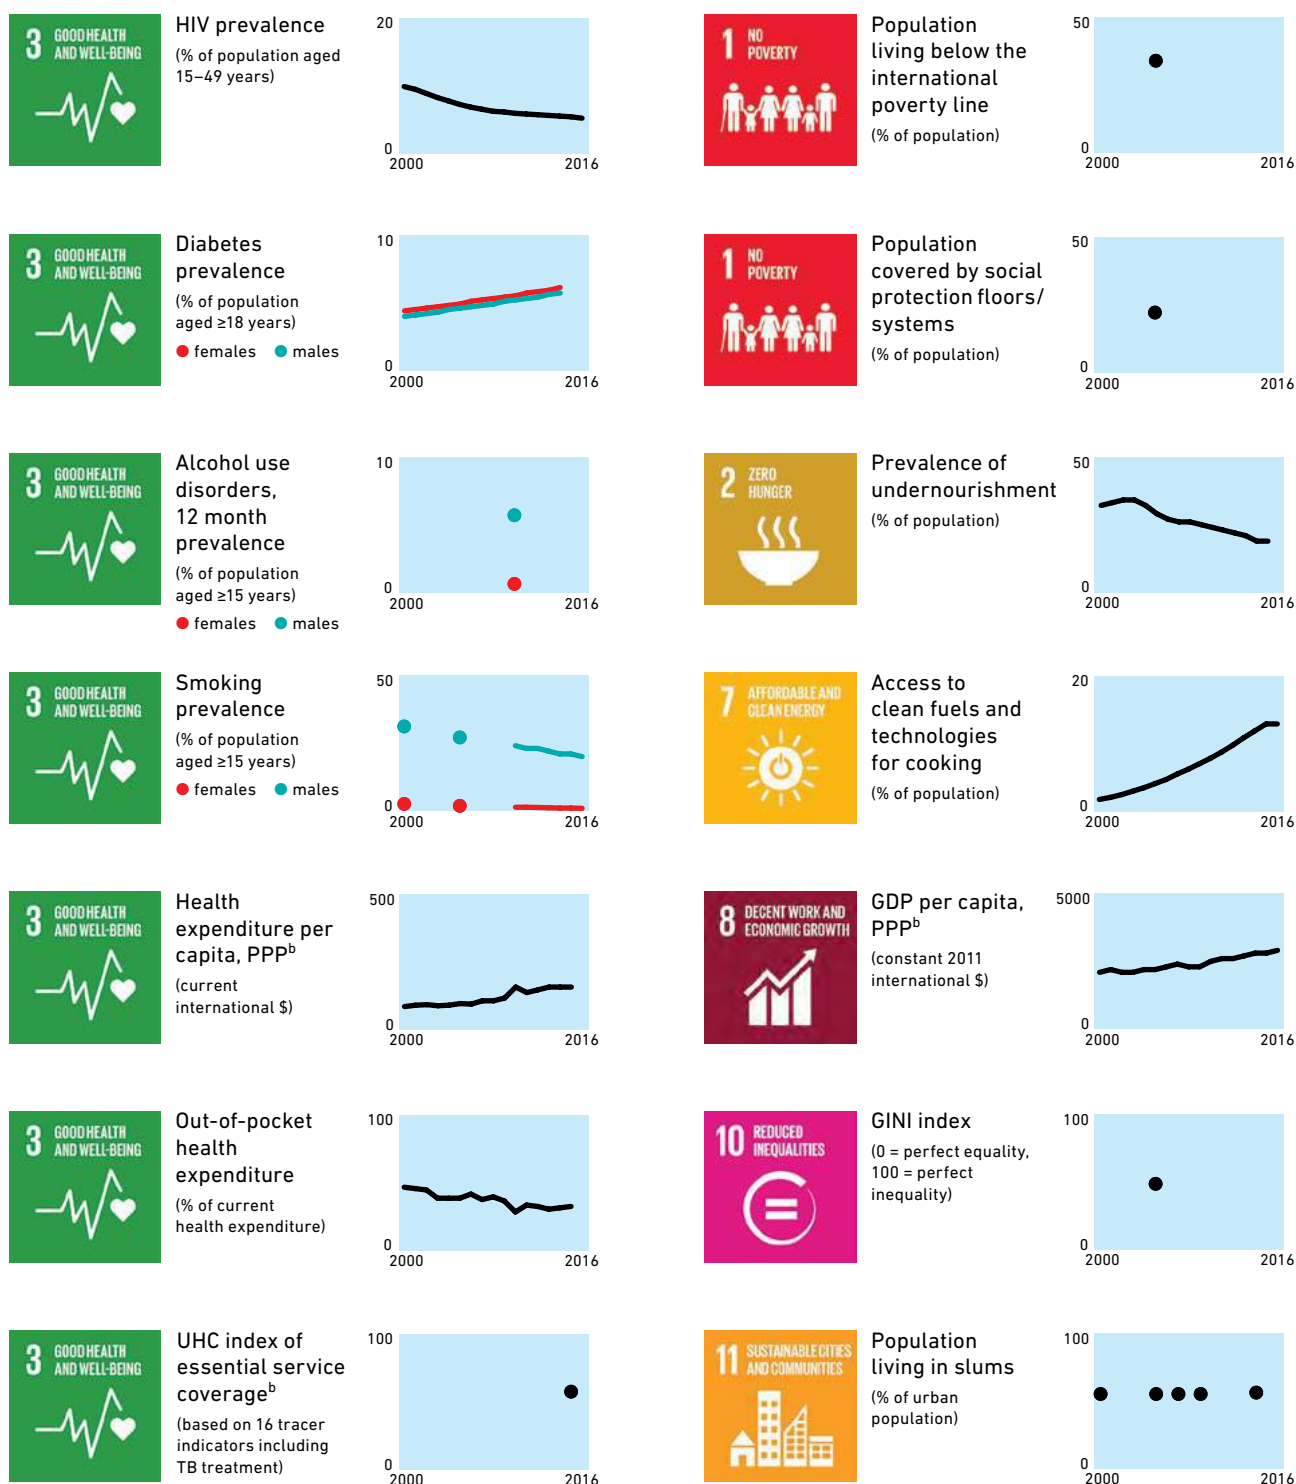 3 GOOD HEALTH
AND WELL-BEING
HIV prevalence
(% of population aged
15–49 years)
20
0
2000 2016
3 GOOD HEALTH
AND WELL-BEING
Diabetes
prevalence
(% of population
aged ≥18 years)
females males
10
0
2000 2016
3 GOOD HEALTH
AND WELL-BEING
Alcohol use
disorders,
12 month
prevalence
(% of population
aged ≥15 years)
females males
10
0
2000 2016
3 GOOD HEALTH
AND WELL-BEING
Smoking
prevalence
(% of population
aged ≥15 years)
females males
50
0
2000 2016
3 GOOD HEALTH
AND WELL-BEING
Health
expenditure per
capita, PPPᵇ
(current
international $)
500
0
2000 2016
3 GOOD HEALTH
AND WELL-BEING
Out-of-pocket
health
expenditure
(% of current
health expenditure)
100
0
2000 2016
3 GOOD HEALTH
AND WELL-BEING
UHC index of
essential service
coverageᵇ
(based on 16 tracer
indicators including
TB treatment)
100
0
2000 2016
1 NO
POVERTY
Population
living below the
international
poverty line
(% of population)
50
0
2000 2016
1 NO
POVERTY
Population
covered by social
protection floors/
systems
(% of population)
50
0
2000 2016
2 ZERO
HUNGER
Prevalence of
undernourishment
(% of population)
50
0
2000 2016
7 AFFORDABLE AND
CLEAN ENERGY
Access to
clean fuels and
technologies
for cooking
(% of population)
20
0
2000 2016
8 DECENT WORK AND
ECONOMIC GROWTH
GDP per capita,
PPPᵇ
(constant 2011
international $)
5000
0
2000 2016
10 REDUCED
INEQUALITIES
GINI index
(0 = perfect equality,
100 = perfect
inequality)
100
0
2000 2016
11 SUSTAINABLE CITIES
AND COMMUNITIES
Population
living in slums
(% of urban
population)
100
0
2000 2016